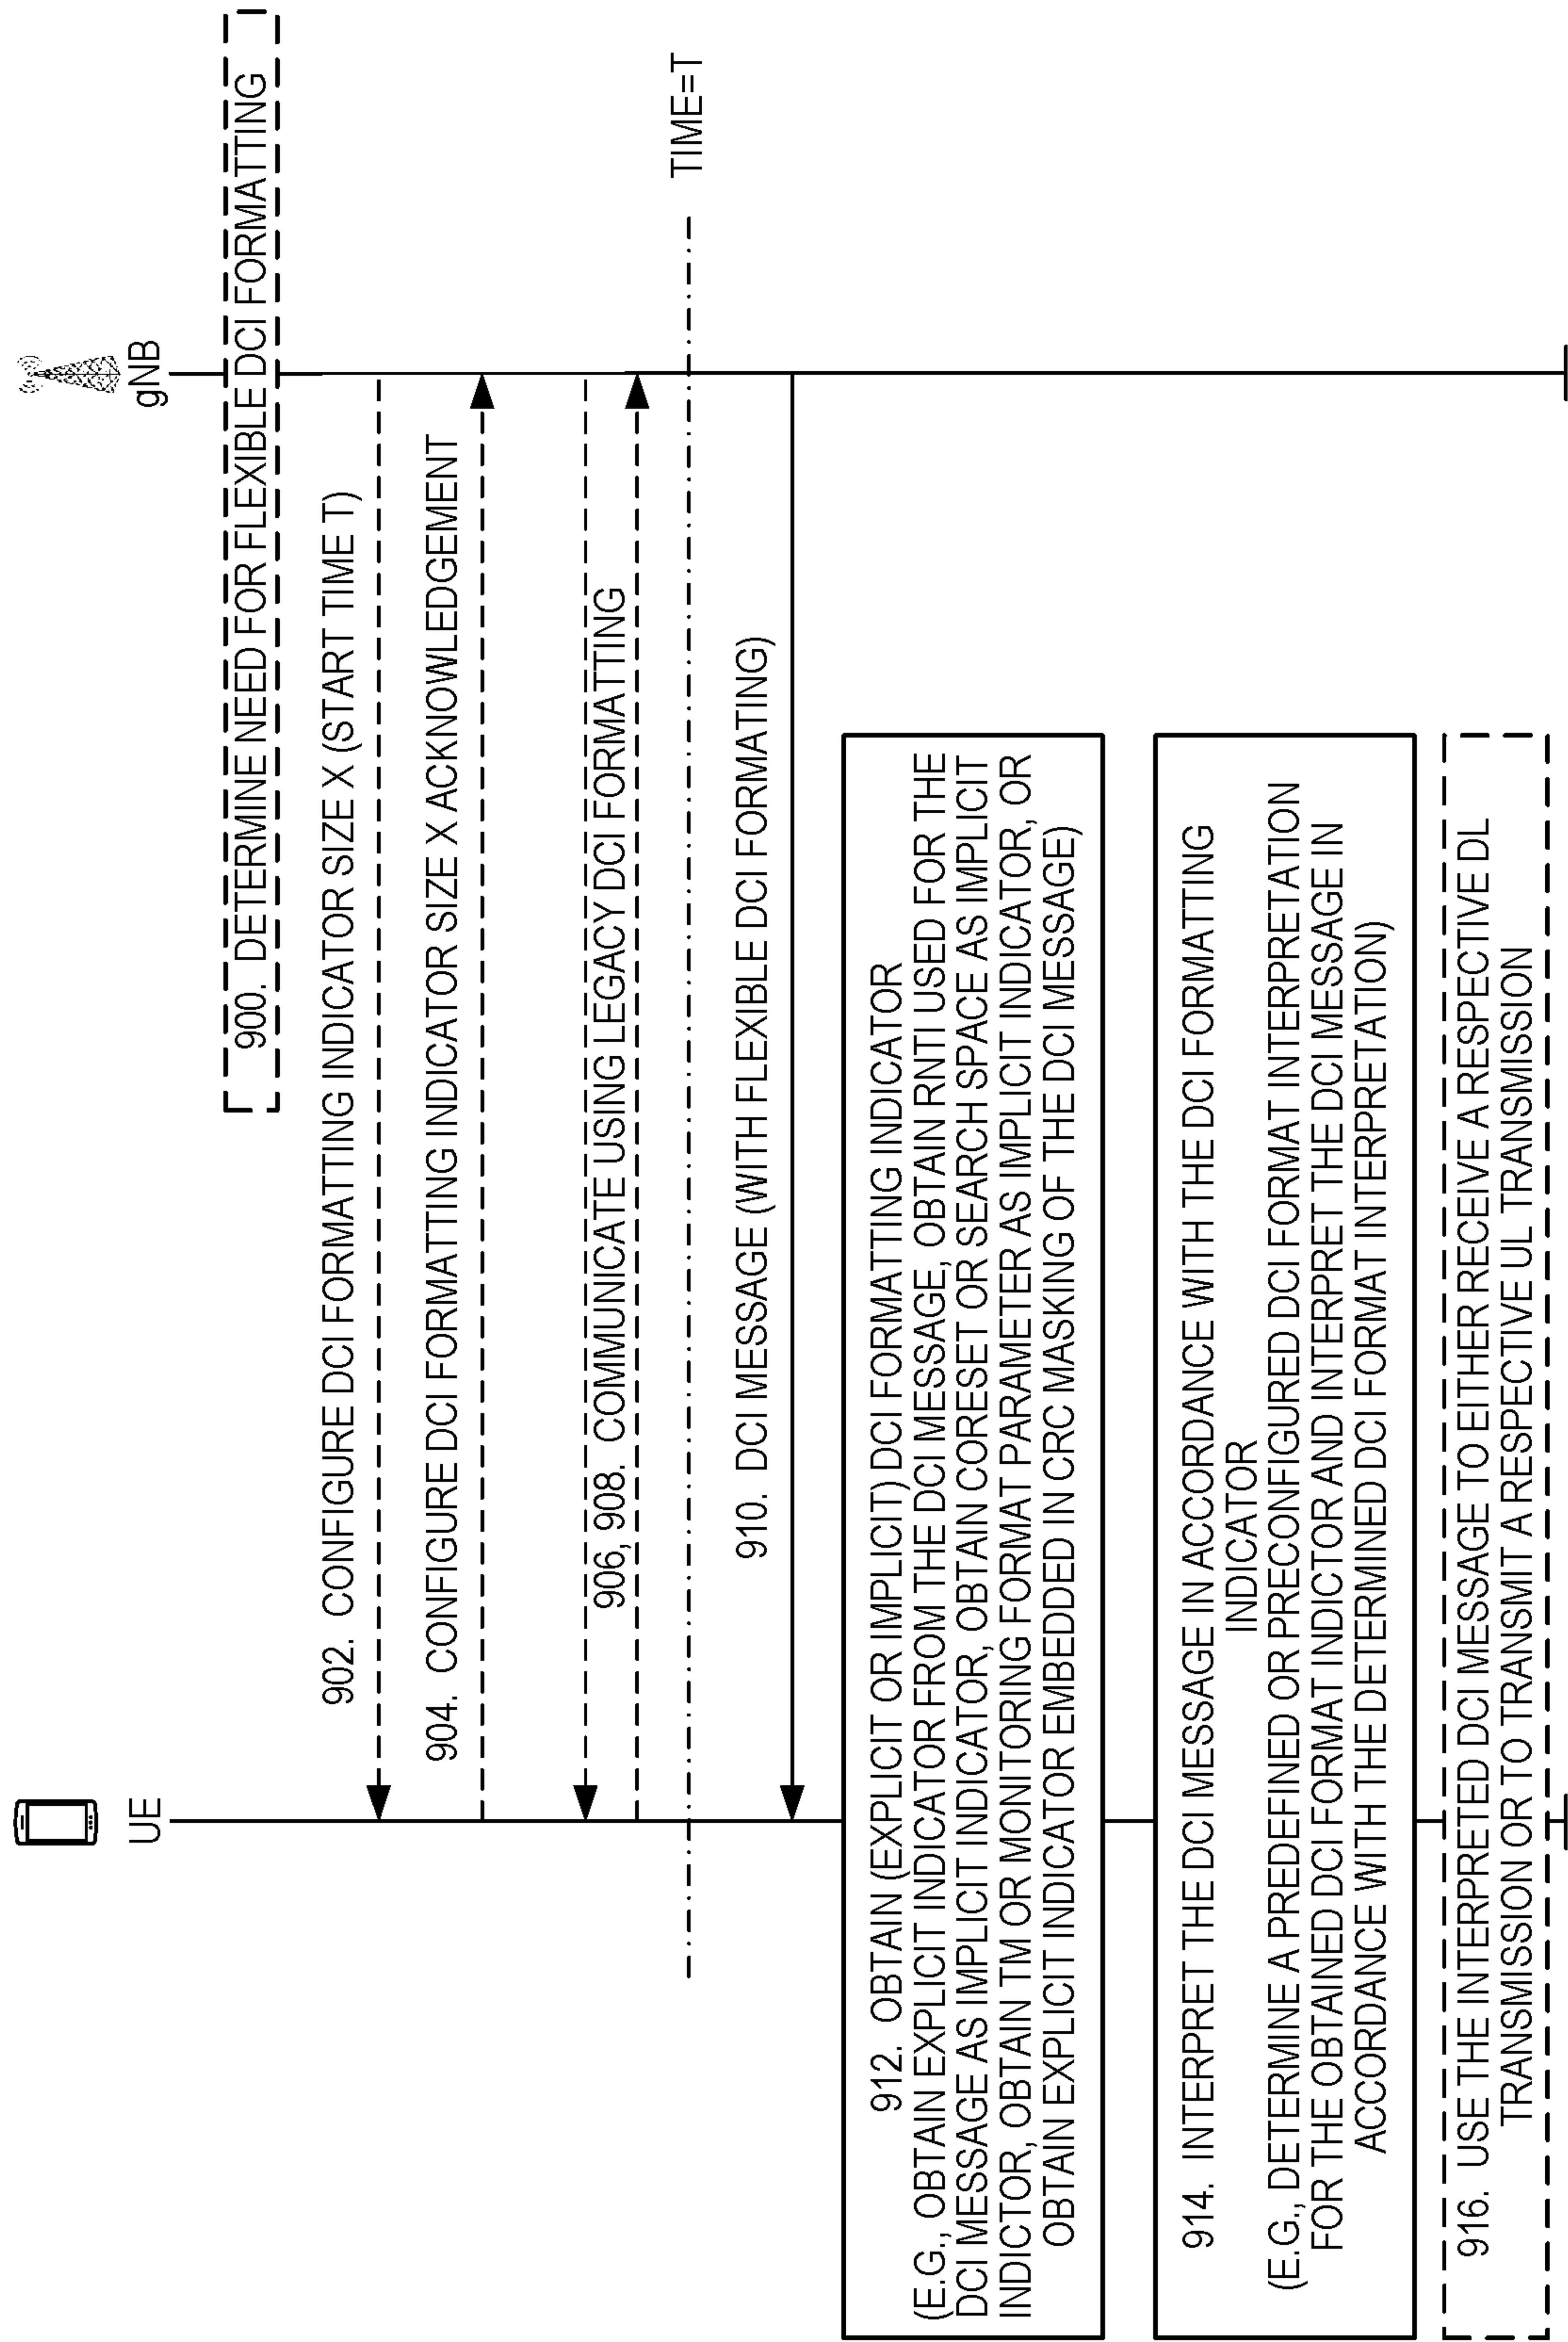 UE
gNB
900. DETERMINE NEED FOR FLEXIBLE DCI FORMATTING
902. CONFIGURE DCI FORMATTING INDICATOR SIZE X (START TIME T)
904. CONFIGURE DCI FORMATTING INDICATOR SIZE X ACKNOWLEDGEMENT
906, 908. COMMUNICATE USING LEGACY DCI FORMATTING
TIME=T
910. DCI MESSAGE (WITH FLEXIBLE DCI FORMATING)
912. OBTAIN (EXPLICIT OR IMPLICIT) DCI FORMATTING INDICATOR
(E.G., OBTAIN EXPLICIT INDICATOR FROM THE DCI MESSAGE, OBTAIN RNTI USED FOR THE
DCI MESSAGE AS IMPLICIT INDICATOR, OBTAIN CORESET OR SEARCH SPACE AS IMPLICIT
INDICTOR, OBTAIN TM OR MONITORING FORMAT PARAMETER AS IMPLICIT INDICATOR, OR
OBTAIN EXPLICIT INDICATOR EMBEDDED IN CRC MASKING OF THE DCI MESSAGE)
914. INTERPRET THE DCI MESSAGE IN ACCORDANCE WITH THE DCI FORMATTING
INDICATOR
(E.G., DETERMINE A PREDEFINED OR PRECONFIGURED DCI FORMAT INTERPRETATION
FOR THE OBTAINED DCI FORMAT INDICTOR AND INTERPRET THE DCI MESSAGE IN
ACCORDANCE WITH THE DETERMINED DCI FORMAT INTERPRETATION)
916. USE THE INTERPRETED DCI MESSAGE TO EITHER RECEIVE A RESPECTIVE DL
TRANSMISSION OR TO TRANSMIT A RESPECTIVE UL TRANSMISSION